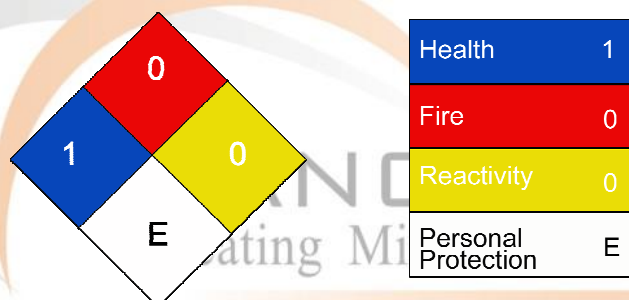 0
1
0
E
Health 1
Fire 0
Reactivity 0
Personal
Protection E